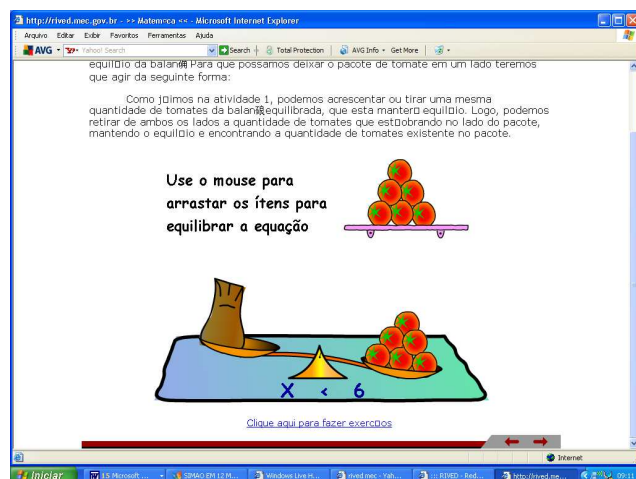 http://rived.mec.gov.br - >> Matem=ca << - Microsoft Internet Explorer
Arquivo Editar Exibir Favoritos Ferramentas Ajuda
AVG Yahoo! Search Search Total Protection AVG Info Get More
equil□io da balan俑 Para que possamos deixar o pacote de tomate em um lado teremos
que agir da seguinte forma:
Como j□imos na atividade 1, podemos acrescentar ou tirar uma mesma
quantidade de tomates da balan硥equilibrada, que esta manter□ equil□io. Logo, podemos
retirar de ambos os lados a quantidade de tomates que est□obrando no lado do pacote,
mantendo o equil□io e encontrando a quantidade de tomates existente no pacote.
Use o mouse para
arrastar os ítens para
equilibrar a equação
X < 6
Clique aqui para fazer exerc□os
Internet
Iniciar 15 Microsoft ... SIMAO EM 12 M... Windows Live H... rived mec - Yah... ::: RIVED - Red... http://rived.me... 09:11